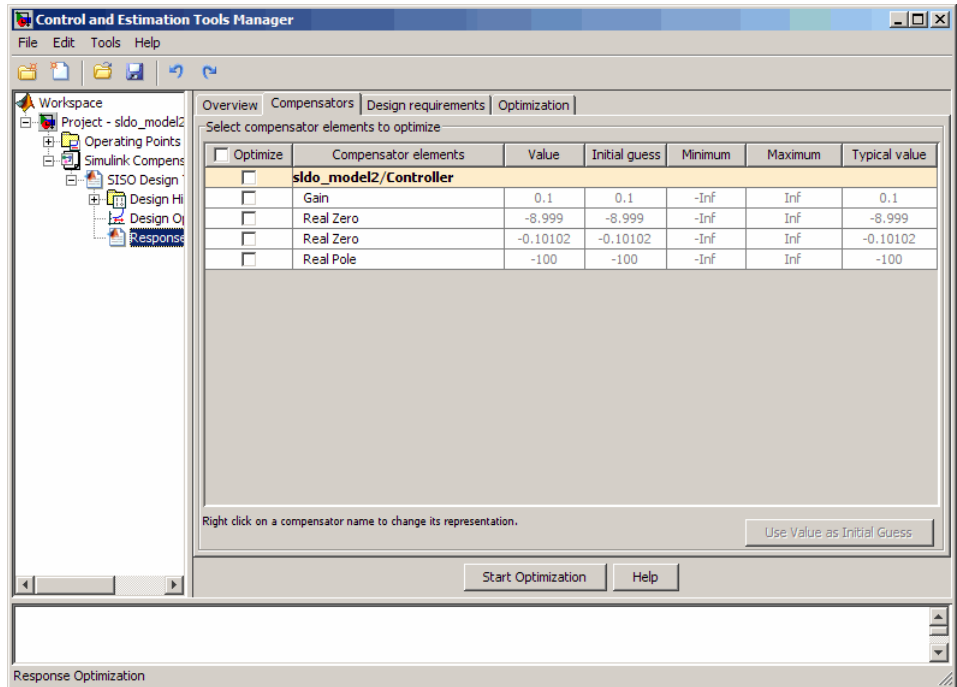 Control and Estimation Tools Manager
File Edit Tools Help
Workspace
Project - sldo_model2
Operating Points
Simulink Compens
SISO Design
Design Hi
Design Op
Response
Overview Compensators Design requirements Optimization
Select compensator elements to optimize
Optimize Compensator elements Value Initial guess Minimum Maximum Typical value
sldo_model2/Controller
Gain 0.1 0.1 -Inf Inf 0.1
Real Zero -8.999 -8.999 -Inf Inf -8.999
Real Zero -0.10102 -0.10102 -Inf Inf -0.10102
Real Pole -100 -100 -Inf Inf -100
Right click on a compensator name to change its representation.
Use Value as Initial Guess
Start Optimization Help
Response Optimization